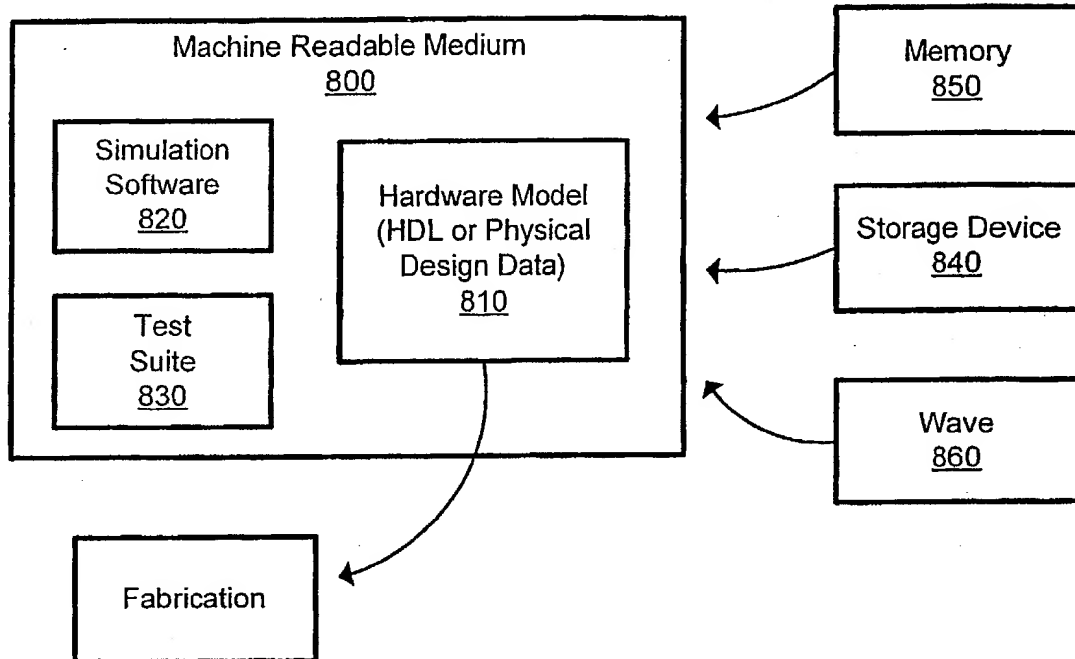 Machine Readable Medium
800
Simulation
Software
820
Test
Suite
830
Hardware Model
(HDL or Physical
Design Data)
810
Memory
850
Storage Device
840
Wave
860
Fabrication